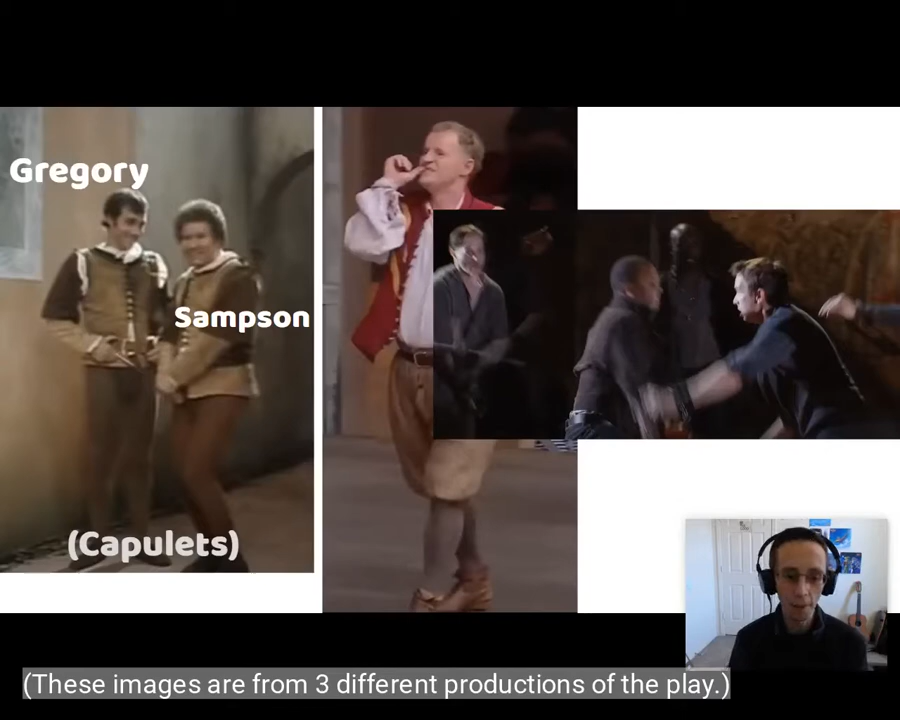 Gregory
Sampson
(Capulets)
(These images are from 3 different productions of the play.)